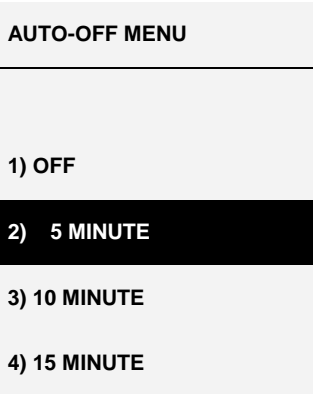 AUTO-OFF MENU
1) OFF
2) 5 MINUTE
3) 10 MINUTE
4) 15 MINUTE